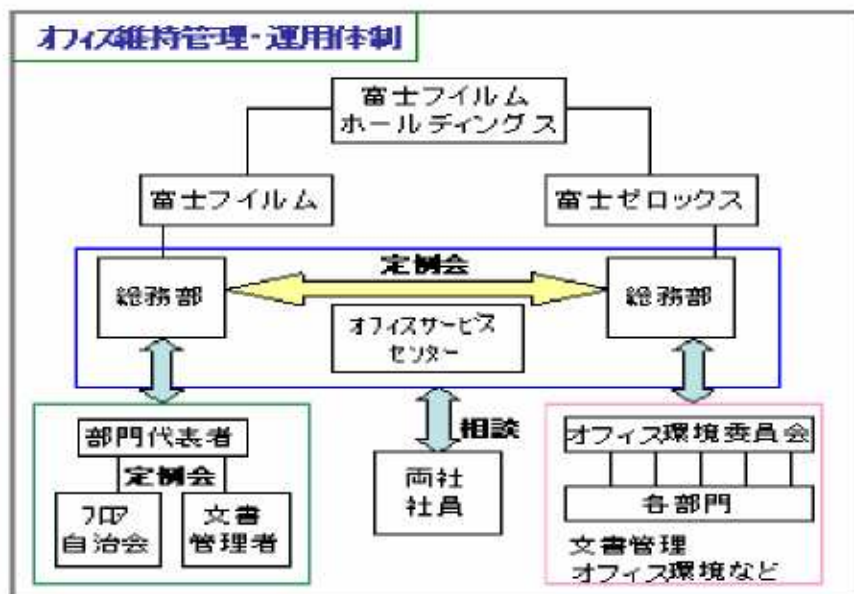 オフィス維持管理・運用体制
富士フイルム
ホールディングス
富士フイルム
富士ゼロックス
定例会
総務部
総務部
オフィスサービス
センター
部門代表者
定例会
フロア
自治会
文書
管理者
相談
両社
社員
オフィス環境委員会
各部門
文書管理
オフィス環境など